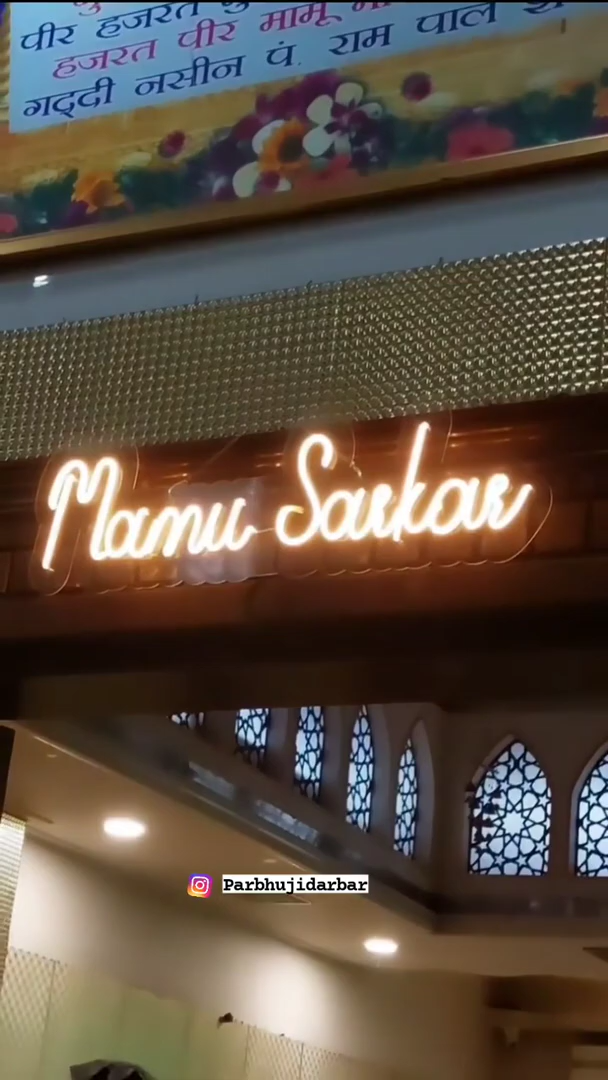 पीर हजरत
हजरत पीर मामू
गद्दी नसीन पं. राम पाल
Mamu Sarkar
Parbhujidarbar